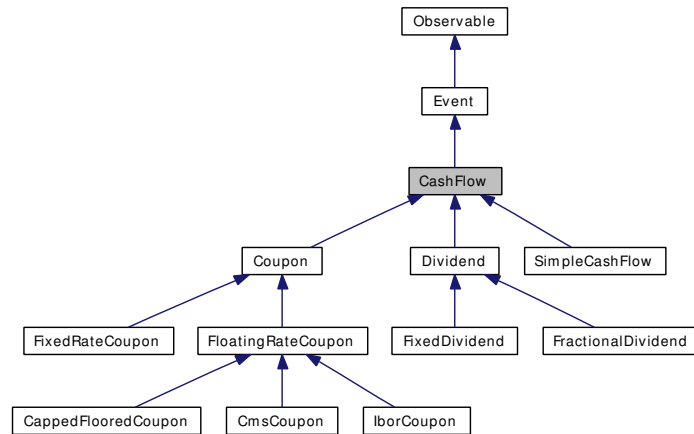 Observable
Event
CashFlow
Coupon
Dividend
SimpleCashFlow
FixedRateCoupon
FloatingRateCoupon
FixedDividend
FractionalDividend
CappedFlooredCoupon
CmsCoupon
IborCoupon